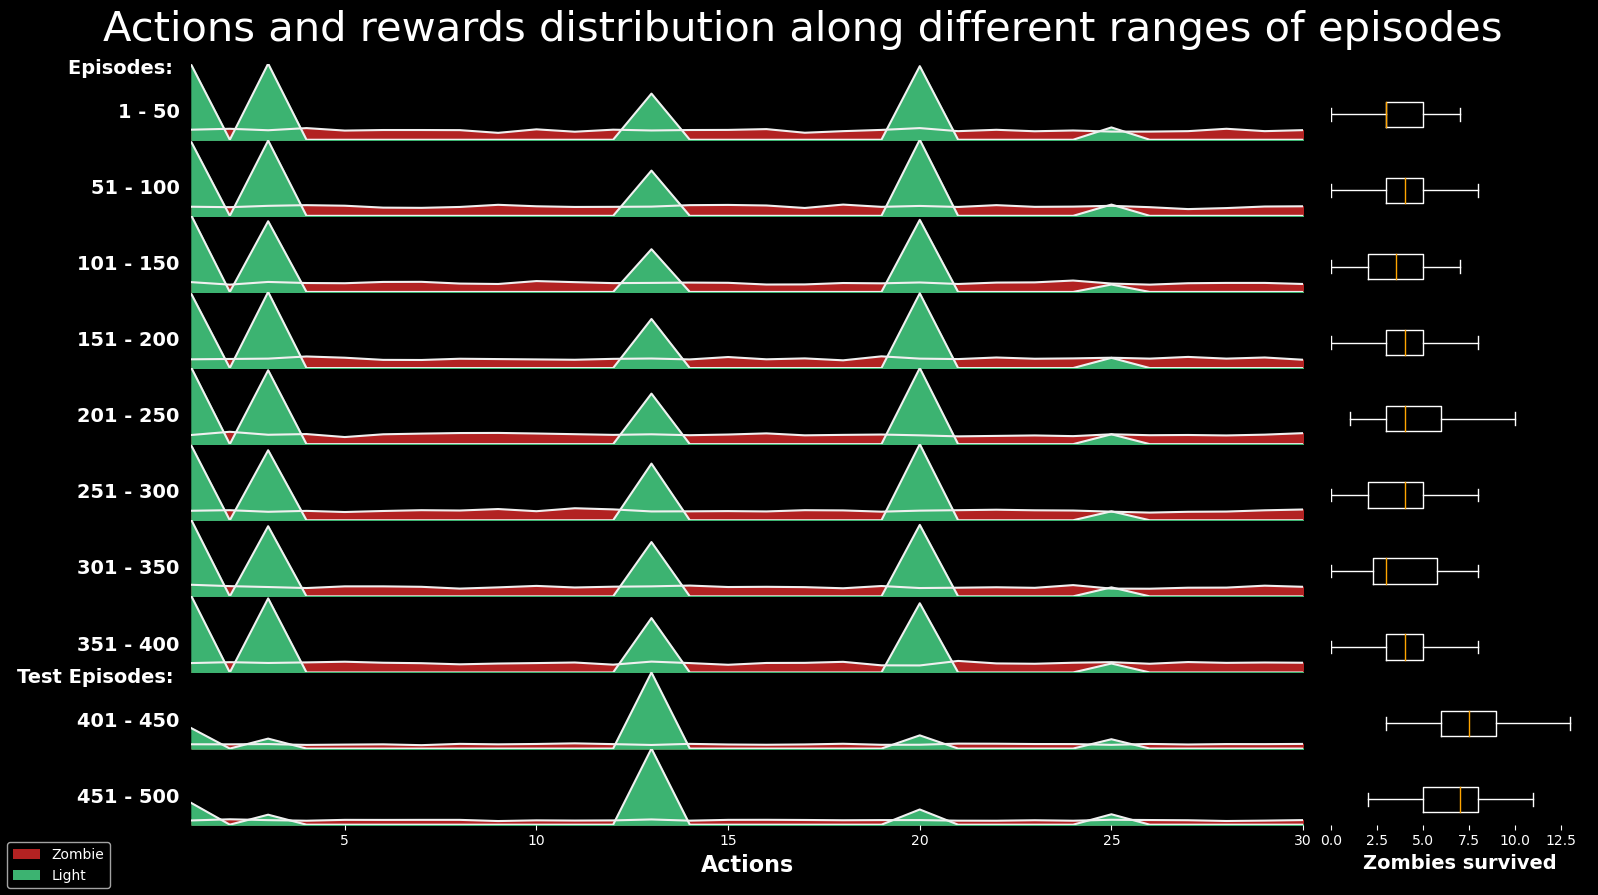 Actions and rewards distribution along different ranges of episodes
Episodes:
1 - 50
51 - 100
101 - 150
151 - 200
201 - 250
251 - 300
301 - 350
351 - 400
Test Episodes:
401 - 450
451 - 500
5 10 15 20 25 30
0.0 2.5 5.0 7.5 10.0 12.5
Actions
Zombies survived
Zombie
Light